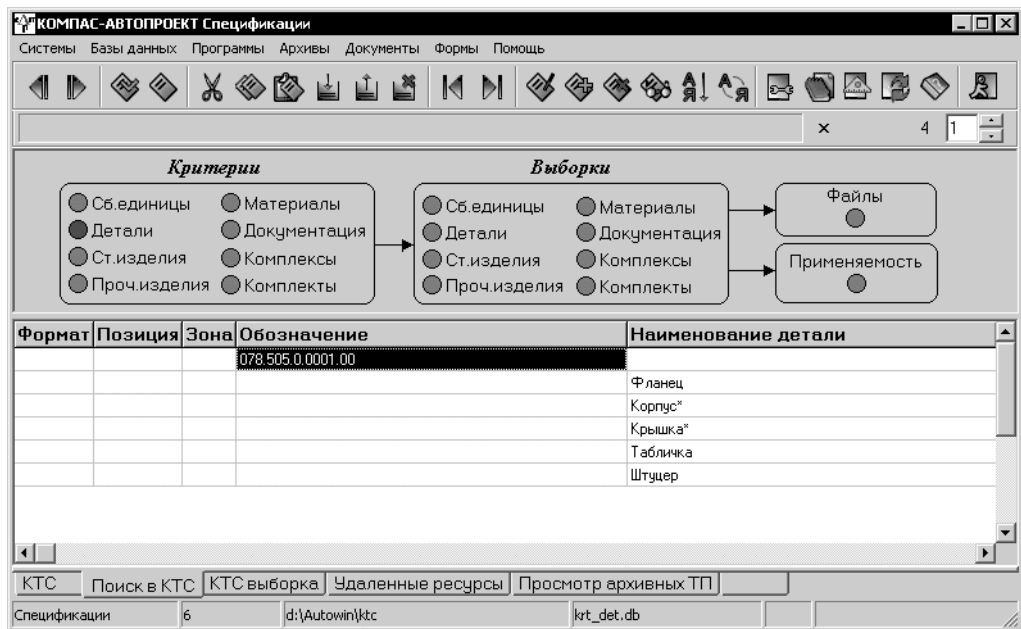 КОМПАС-АВТОПРОЕКТ Спецификации
Системы Базы данных Программы Архивы Документы Формы Помощь
× 4 1
Критерии Выборки
Сб.единицы Материалы Сб.единицы Материалы Файлы
Детали Документация Детали Документация
Ст.изделия Комплексы Ст.изделия Комплексы Применяемость
Проч.изделия Комплекты Проч.изделия Комплекты
Формат Позиция Зона Обозначение Наименование детали
078.505.0.0001.00
Фланец
Корпус*
Крышка*
Табличка
Штуцер
КТС Поиск в КТС КТС выборка Удаленные ресурсы Просмотр архивных ТП
Спецификации 6 d:\Autowin\ktc krt_det.db